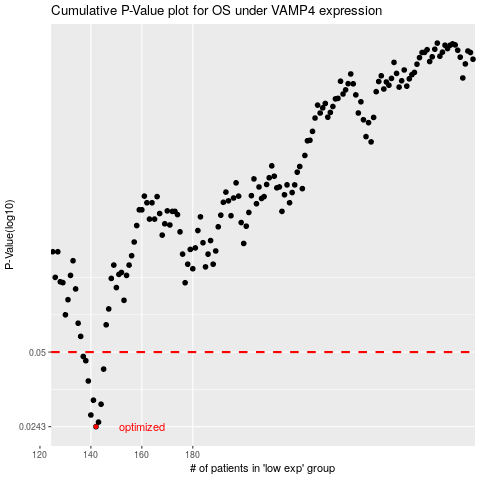 Cumulative P-Value plot for OS under VAMP4 expression
P-Value(log10)
0.05
0.0243
optimized
120 140 160 180
# of patients in 'low exp' group